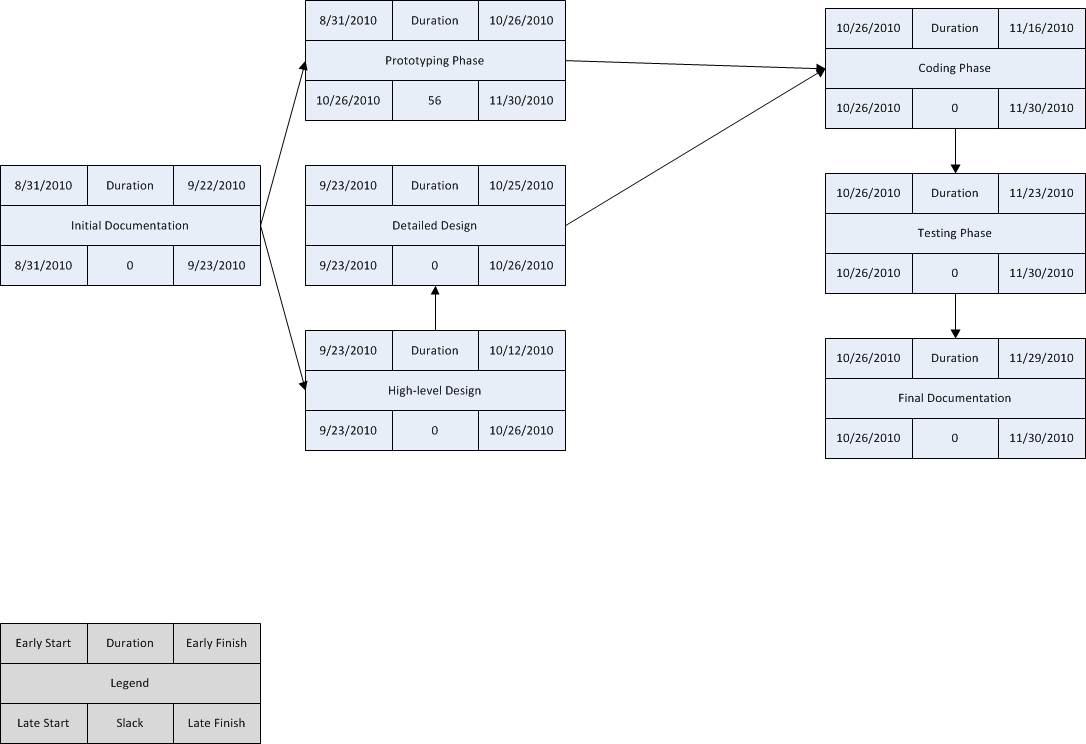 8/31/2010 Duration 10/26/2010
Prototyping Phase
10/26/2010 56 11/30/2010
10/26/2010 Duration 11/16/2010
Coding Phase
10/26/2010 0 11/30/2010
8/31/2010 Duration 9/22/2010
Initial Documentation
8/31/2010 0 9/23/2010
9/23/2010 Duration 10/25/2010
Detailed Design
9/23/2010 0 10/26/2010
10/26/2010 Duration 11/23/2010
Testing Phase
10/26/2010 0 11/30/2010
9/23/2010 Duration 10/12/2010
High-level Design
9/23/2010 0 10/26/2010
10/26/2010 Duration 11/29/2010
Final Documentation
10/26/2010 0 11/30/2010
Early Start Duration Early Finish
Legend
Late Start Slack Late Finish